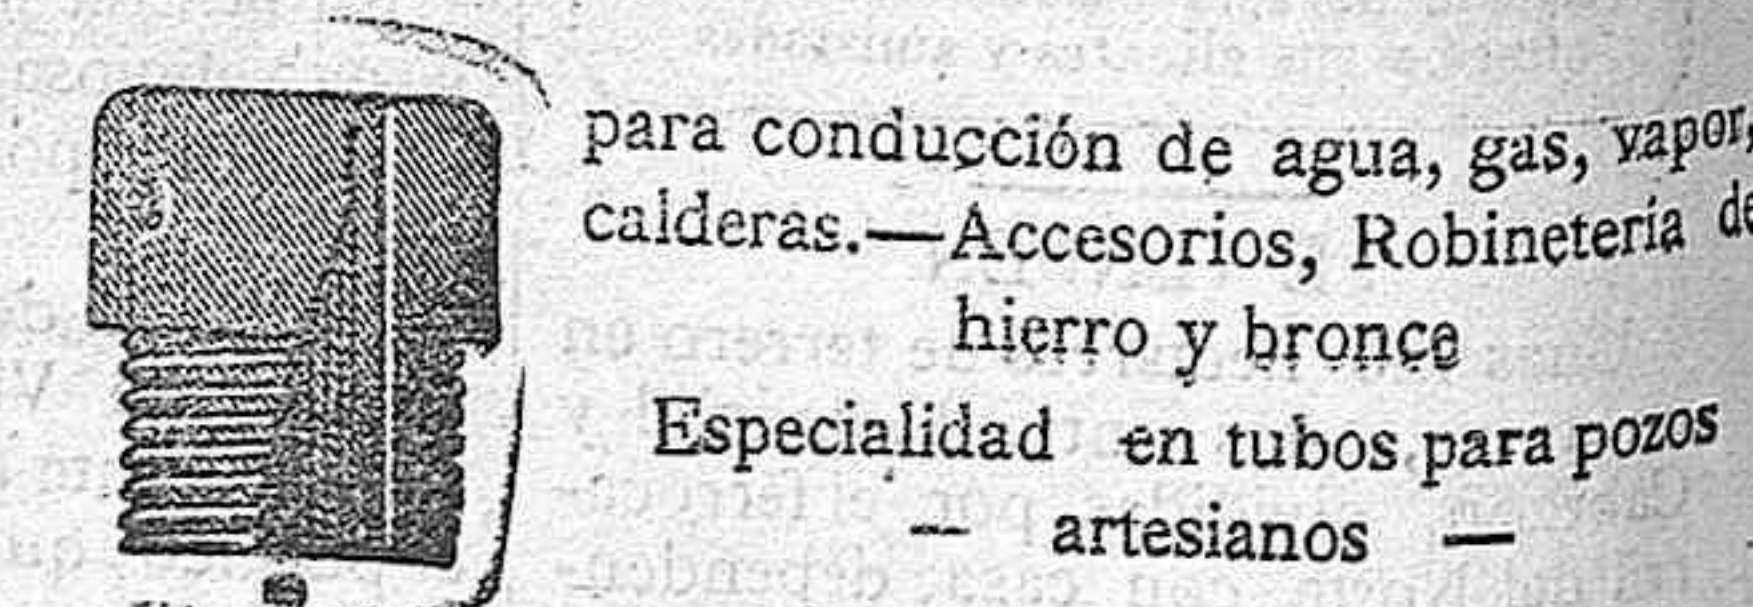 para conducción de agua, gas, vapor,
calderas.—Accesorios, Robinetería de
hierro y bronce
Especialidad en tubos para pozos
— artesianos —